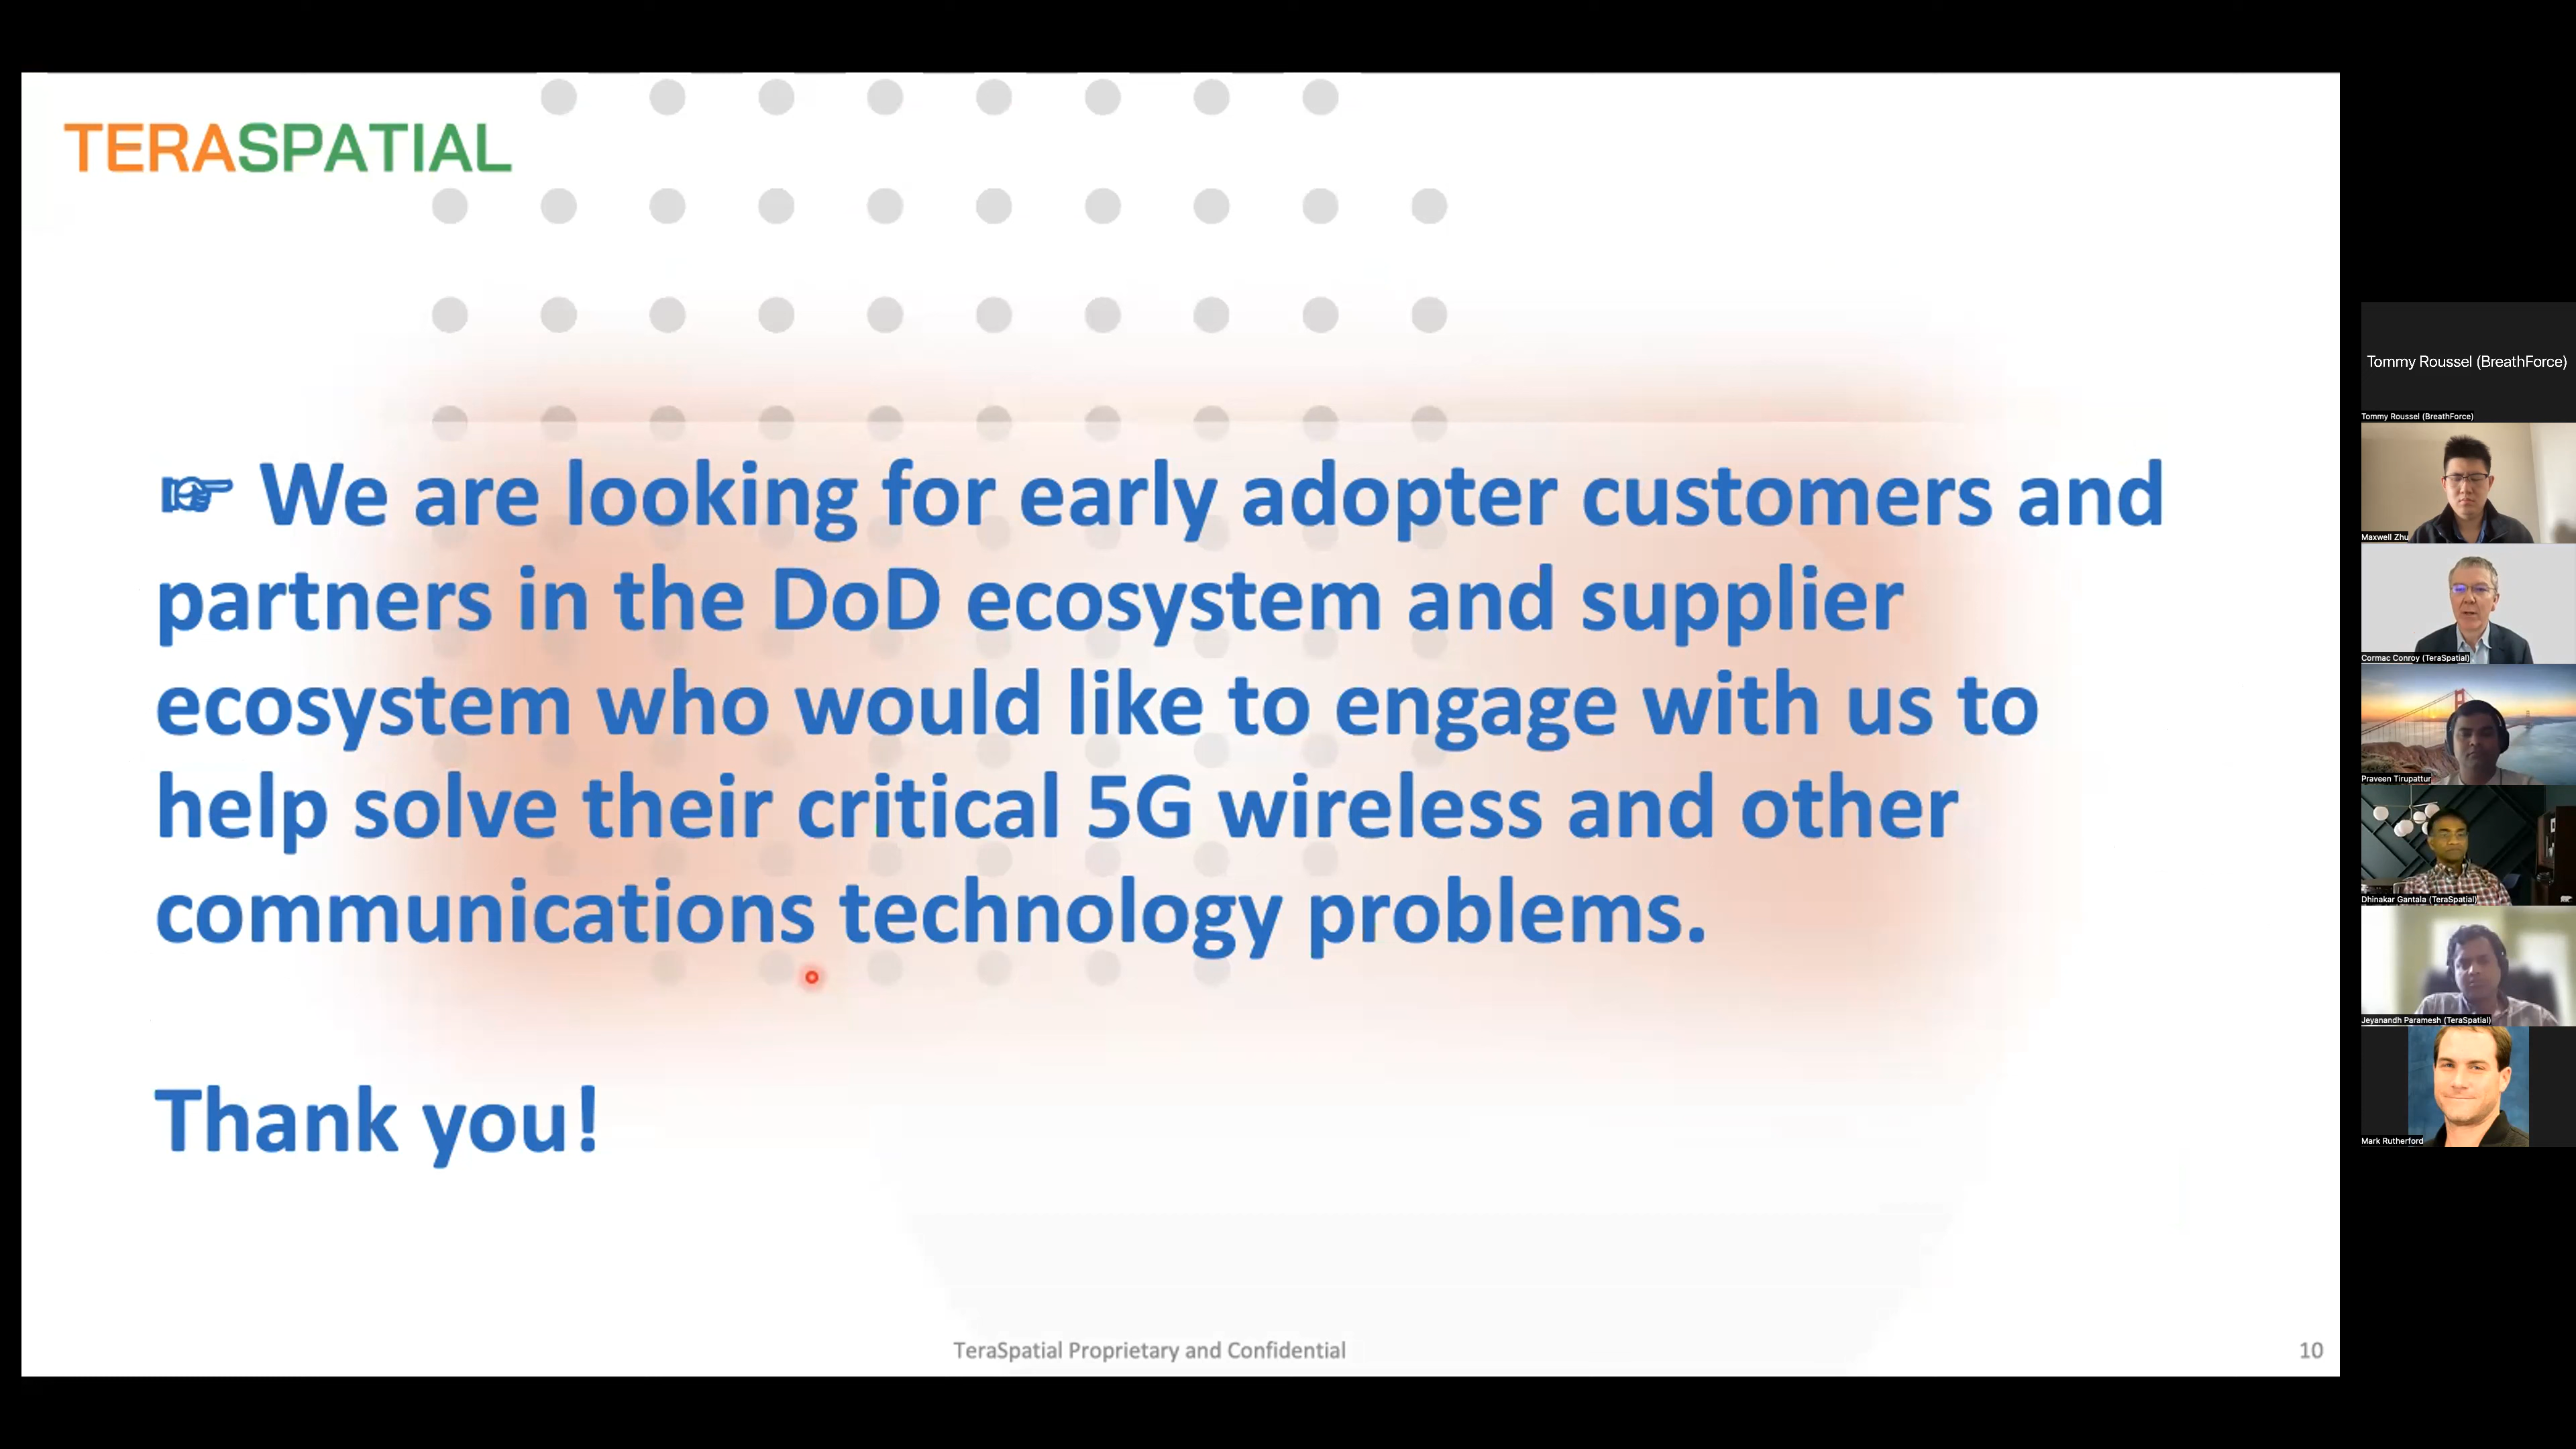 TERASPATIAL
☞ We are looking for early adopter customers and
partners in the DoD ecosystem and supplier
ecosystem who would like to engage with us to
help solve their critical 5G wireless and other
communications technology problems.
Thank you!
TeraSpatial Proprietary and Confidential
10
Tommy Roussel (BreathForce)
Tommy Roussel (BreathForce)
Maxwell Zhu
Cormac Conroy (TeraSpatial)
Praveen Tirupattur
Dhinakar Gantala (TeraSpatial)
Jeyanandh Paramesh (TeraSpatial)
Mark Rutherford